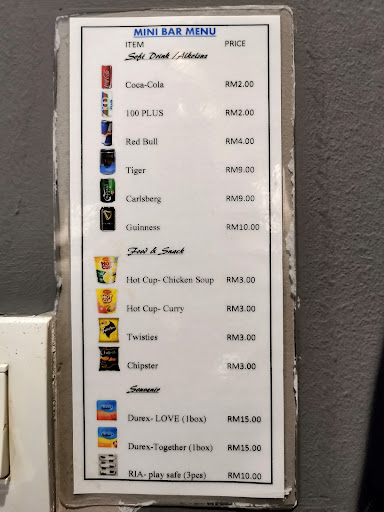 MINI BAR MENU
ITEM PRICE
Soft Drink /Alkohns
Coca-Cola RM2.00
100 PLUS RM2.00
Red Bull RM4.00
Tiger RM9.00
Carlsberg RM9.00
Guinness RM10.00
Food & Snack
Hot Cup- Chicken Soup RM3.00
Hot Cup- Curry RM3.00
Twisties RM3.00
Chipster RM3.00
Souvenir
Durex- LOVE (1box) RM15.00
Durex-Together (1box) RM15.00
RIA- play safe (3pcs) RM10.00